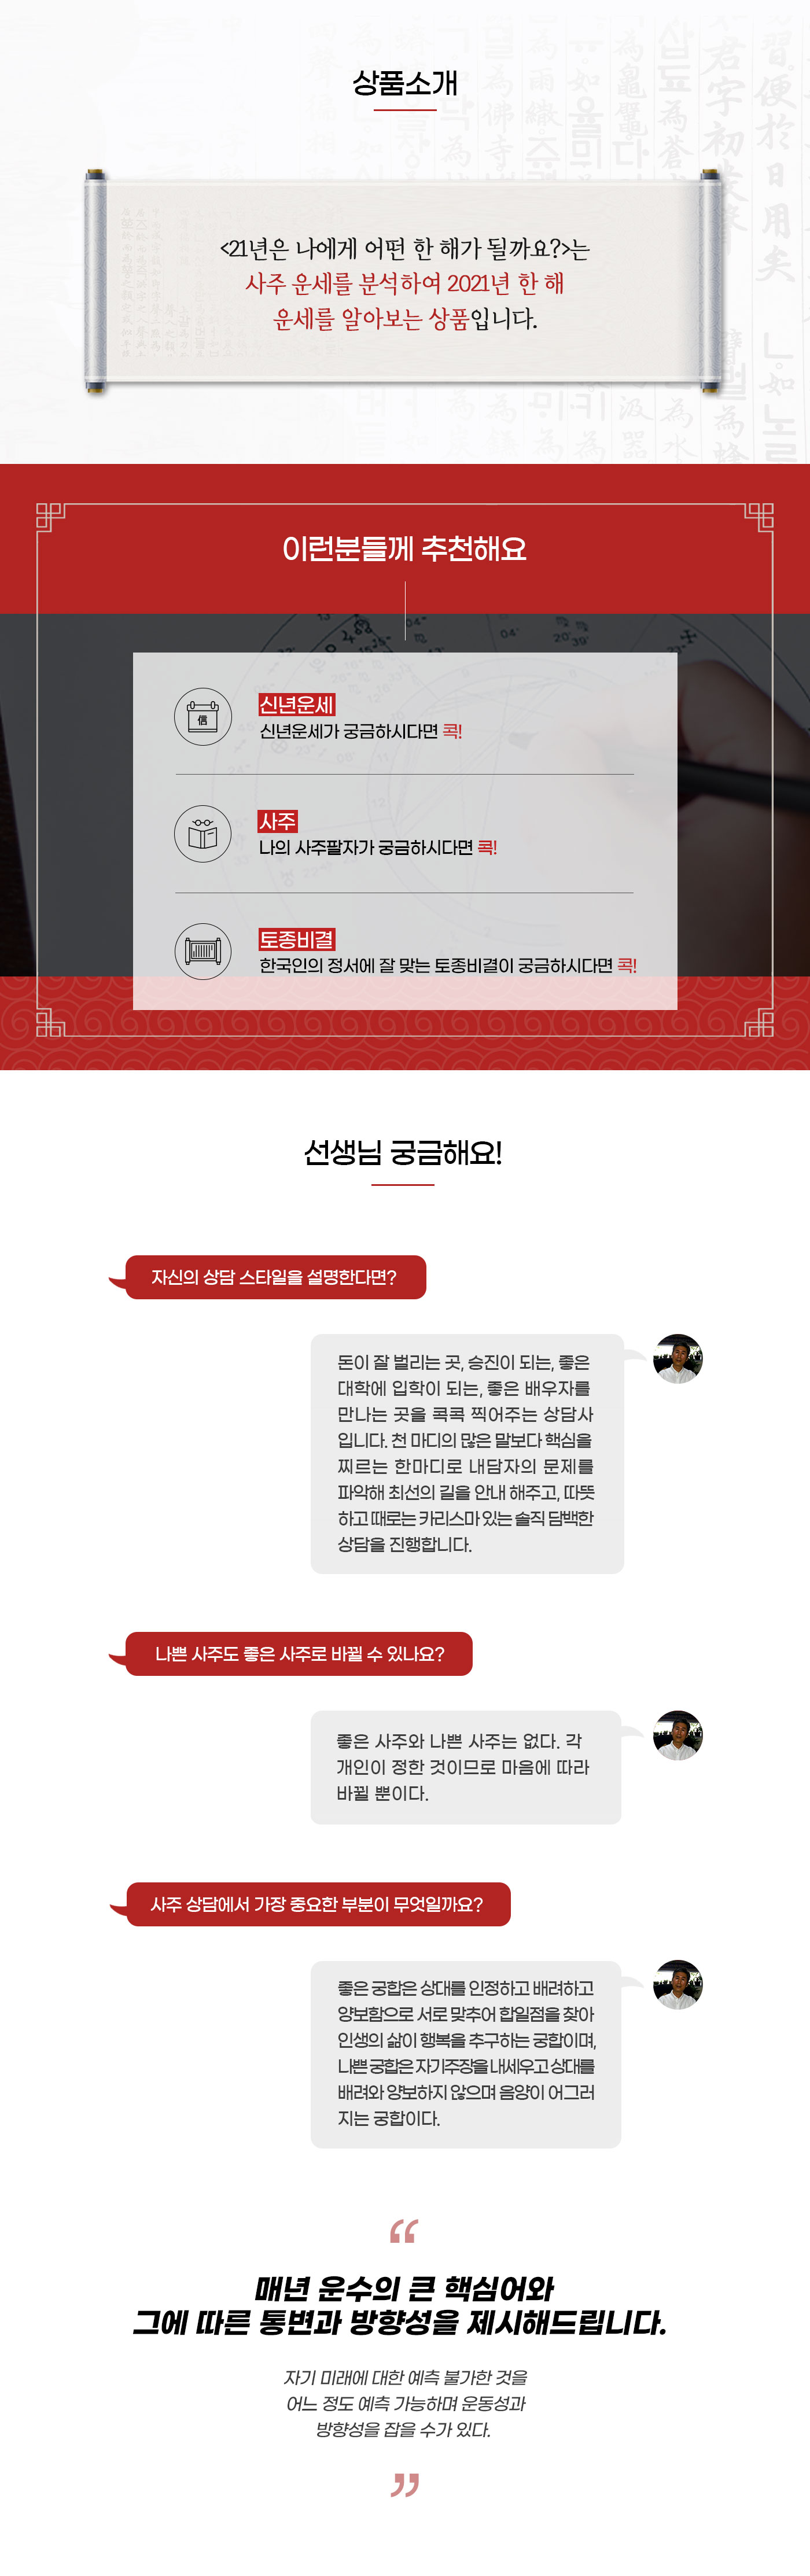 상품소개
<21년은 나에게 어떤 한 해가 될까요?>는
사주 운세를 분석하여 2021년 한 해
운세를 알아보는 상품입니다.
이런분들께 추천해요
信
신년운세
신년운세가 궁금하시다면 콕!
사주
나의 사주팔자가 궁금하시다면 콕!
토종비결
한국인의 정서에 잘 맞는 토종비결이 궁금하시다면 콕!
선생님 궁금해요!
자신의 상담 스타일을 설명한다면?
돈이 잘 벌리는 곳, 승진이 되는, 좋은
대학에 입학이 되는, 좋은 배우자를
만나는 곳을 콕콕 찍어주는 상담사
입니다. 천 마디의 많은 말보다 핵심을
찌르는 한마디로 내담자의 문제를
파악해 최선의 길을 안내 해주고, 따뜻
하고 때로는 카리스마 있는 솔직 담백한
상담을 진행합니다.
나쁜 사주도 좋은 사주로 바뀔 수 있나요?
좋은 사주와 나쁜 사주는 없다. 각
개인이 정한 것이므로 마음에 따라
바뀔 뿐이다.
사주 상담에서 가장 중요한 부분이 무엇일까요?
좋은 궁합은 상대를 인정하고 배려하고
양보함으로 서로 맞추어 합일점을 찾아
인생의 삶이 행복을 추구하는 궁합이며,
나쁜 궁합은 자기주장을 내세우고 상대를
배려와 양보하지 않으며 음양이 어그러
지는 궁합이다.
“
매년 운수의 큰 핵심어와
그에 따른 통변과 방향성을 제시해드립니다.
자기 미래에 대한 예측 불가한 것을
어느 정도 예측 가능하며 운동성과
방향성을 잡을 수가 있다.
”